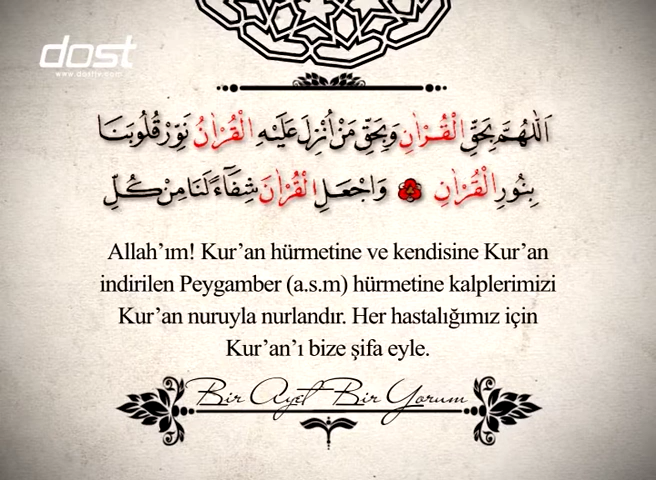 dost
www.dosttv.com
اَللّٰهُمَّ بِحَقِّ الْقُرْاٰنِ وَبِحَقِّ مَنْ اُنْزِلَ عَلَيْهِ الْقُرْاٰنُ نَوِّرْ قُلُوبَنَا
بِنُورِ الْقُرْاٰنِ وَاجْعَلِ الْقُرْاٰنَ شِفَٓاءً لَنَا مِنْ كُلِّ
Allah’ım! Kur’an hürmetine ve kendisine Kur’an
indirilen Peygamber (a.s.m) hürmetine kalplerimizi
Kur’an nuruyla nurlandır. Her hastalığımız için
Kur’an’ı bize şifa eyle.
Bir Ayet Bir Yorum